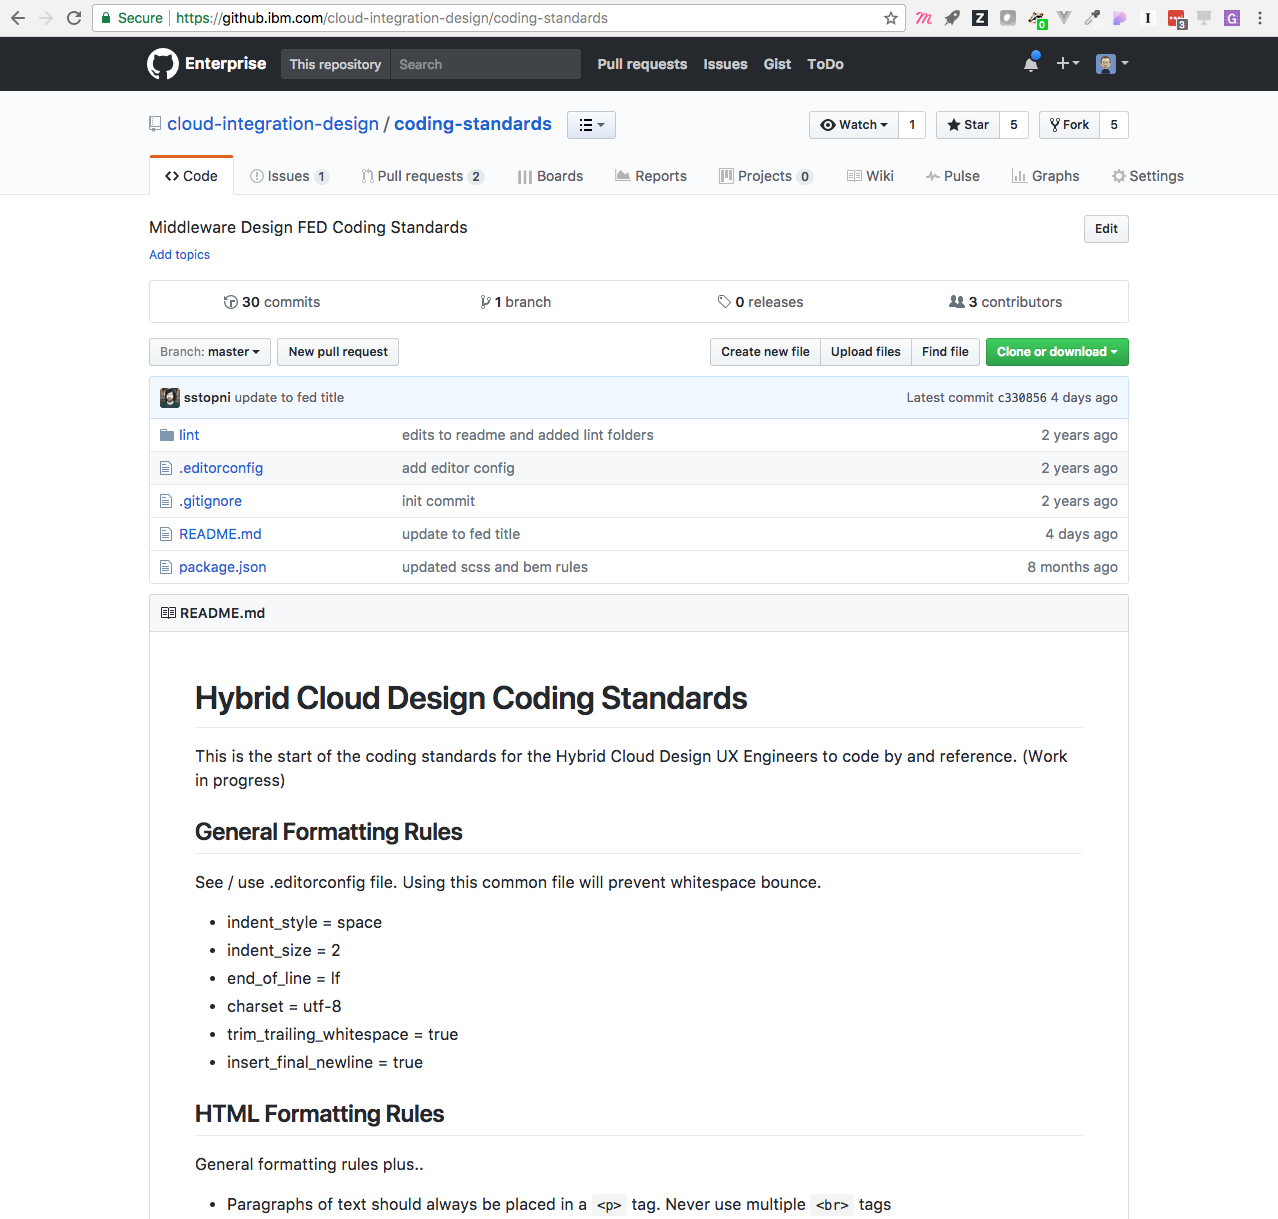 Secure https://github.ibm.com/cloud-integration-design/coding-standards
Enterprise This repository Search Pull requests Issues Gist ToDo
cloud-integration-design / coding-standards Watch 1 Star 5 Fork 5
Code Issues 1 Pull requests 2 Boards Reports Projects 0 Wiki Pulse Graphs Settings
Middleware Design FED Coding Standards Edit
Add topics
30 commits 1 branch 0 releases 3 contributors
Branch: master New pull request Create new file Upload files Find file Clone or download
sstopni update to fed title Latest commit c330856 4 days ago
lint edits to readme and added lint folders 2 years ago
.editorconfig add editor config 2 years ago
.gitignore init commit 2 years ago
README.md update to fed title 4 days ago
package.json updated scss and bem rules 8 months ago
README.md
Hybrid Cloud Design Coding Standards
This is the start of the coding standards for the Hybrid Cloud Design UX Engineers to code by and reference. (Work
in progress)
General Formatting Rules
See / use .editorconfig file. Using this common file will prevent whitespace bounce.
• indent_style = space
• indent_size = 2
• end_of_line = lf
• charset = utf-8
• trim_trailing_whitespace = true
• insert_final_newline = true
HTML Formatting Rules
General formatting rules plus..
• Paragraphs of text should always be placed in a <p> tag. Never use multiple <br> tags